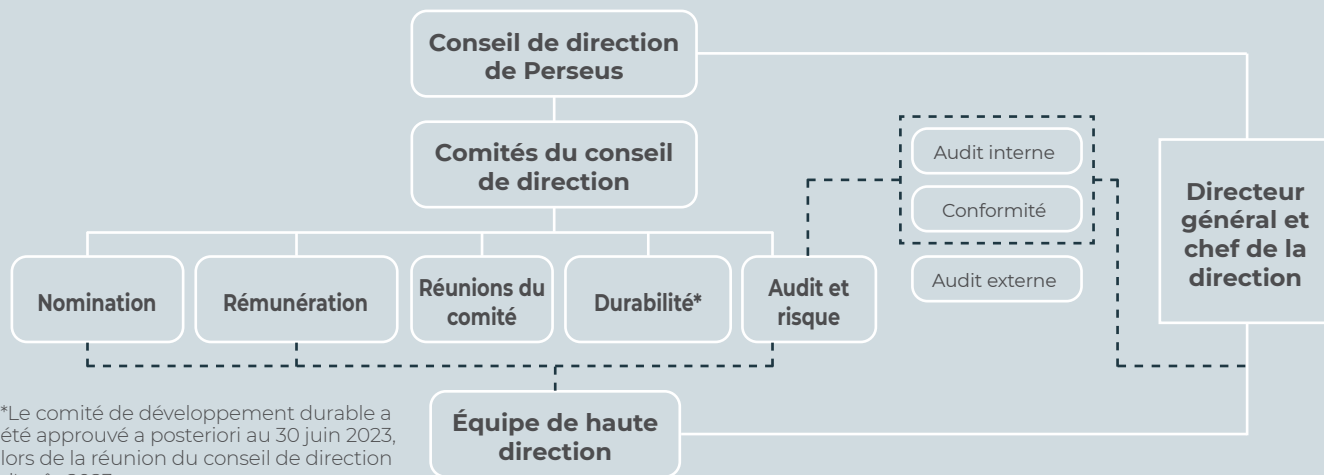 Conseil de direction
de Perseus
Comités du conseil
de direction
Audit interne
Conformité
Audit externe
Directeur
général et
chef de la
direction
Nomination
Rémunération
Réunions du
comité
Durabilité*
Audit et
risque
Équipe de haute
direction
*Le comité de développement durable a
été approuvé a posteriori au 30 juin 2023,
lors de la réunion du conseil de direction